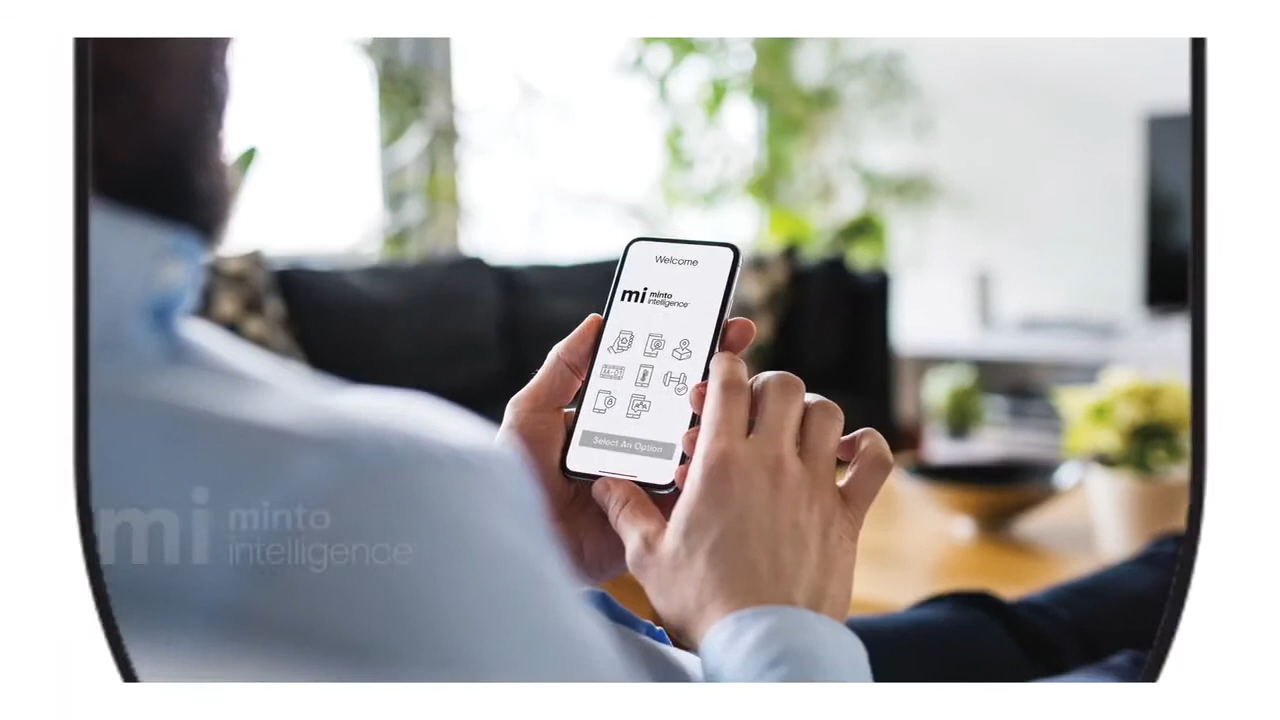 Welcome
mi minto
intelligence
Select An Option
mi minto
intelligence